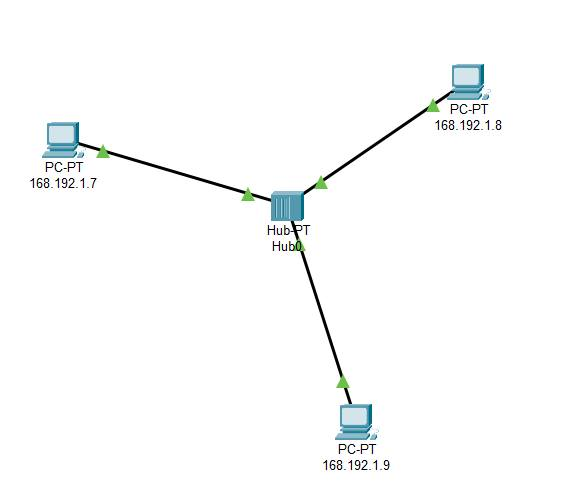 PC-PT
168.192.1.8
PC-PT
168.192.1.7
Hub-PT
Hub0
PC-PT
168.192.1.9